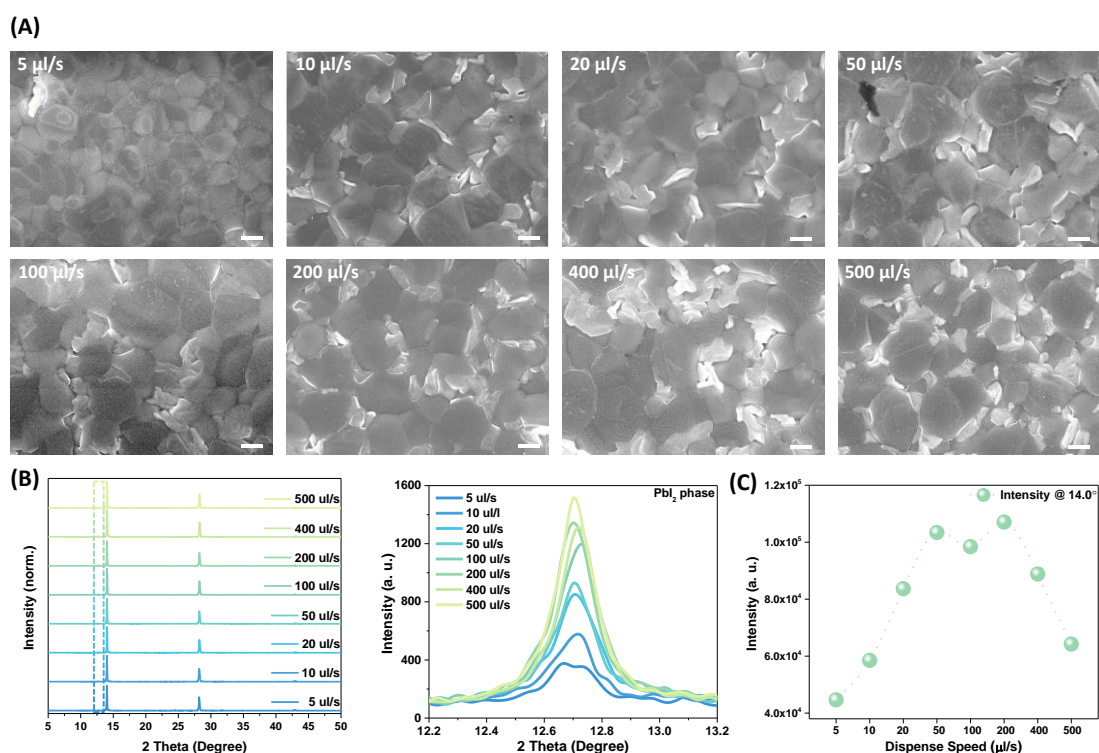 (A)
5 μl/s
10 μl/s
20 μl/s
50 μl/s
100 μl/s
200 μl/s
400 μl/s
500 μl/s
(B)
Intensity (norm.)
500 ul/s
400 ul/s
200 ul/s
100 ul/s
50 ul/s
20 ul/s
10 ul/s
5 ul/s
5 10 15 20 25 30 35 40 45 50
2 Theta (Degree)
Intensity (a. u.)
1600
1200
800
400
0
PbI₂ phase
5 ul/s
10 ul/l
20 ul/s
50 ul/s
100 ul/s
200 ul/s
400 ul/s
500 ul/s
12.2 12.4 12.6 12.8 13.0 13.2
2 Theta (Degree)
(C)
Intensity (a. u.)
1.2x10⁵
1.0x10⁵
8.0x10⁴
6.0x10⁴
4.0x10⁴
Intensity @ 14.0°
5 10 20 50 100 200 400 500
Dispense Speed (μl/s)